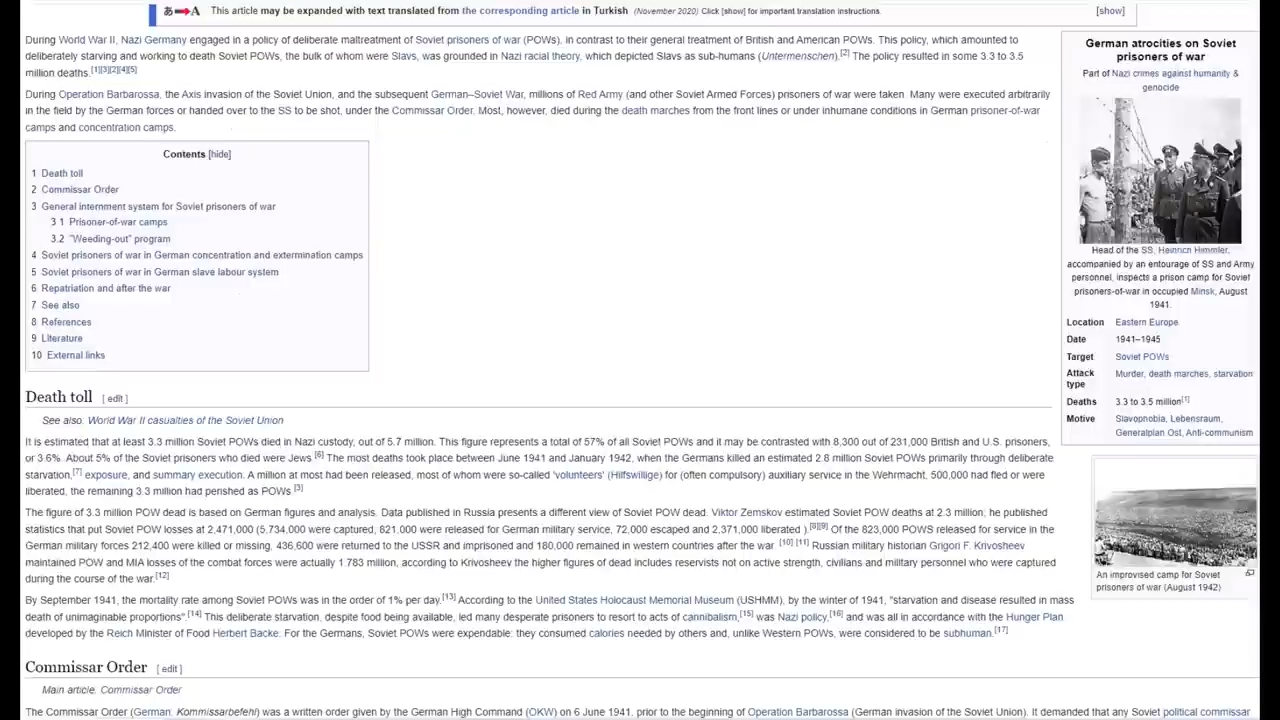 This article may be expanded with text translated from the corresponding article in Turkish (November 2020) Click [show] for important translation instructions. [show]
During World War II, Nazi Germany engaged in a policy of deliberate maltreatment of Soviet prisoners of war (POWs), in contrast to their general treatment of British and American POWs. This policy, which amounted to
deliberately starving and working to death Soviet POWs, the bulk of whom were Slavs, was grounded in Nazi racial theory, which depicted Slavs as sub-humans (Untermenschen).[2] The policy resulted in some 3.3 to 3.5
million deaths.[1][3][2][4][5]
During Operation Barbarossa, the Axis invasion of the Soviet Union, and the subsequent German–Soviet War, millions of Red Army (and other Soviet Armed Forces) prisoners of war were taken. Many were executed arbitrarily
in the field by the German forces or handed over to the SS to be shot, under the Commissar Order. Most, however, died during the death marches from the front lines or under inhumane conditions in German prisoner-of-war
camps and concentration camps.
Contents [hide]
1 Death toll
2 Commissar Order
3 General internment system for Soviet prisoners of war
3.1 Prisoner-of-war camps
3.2 "Weeding-out" program
4 Soviet prisoners of war in German concentration and extermination camps
5 Soviet prisoners of war in German slave labour system
6 Repatriation and after the war
7 See also
8 References
9 Literature
10 External links
German atrocities on Soviet
prisoners of war
Part of Nazi crimes against humanity &
genocide
Head of the SS, Heinrich Himmler,
accompanied by an entourage of SS and Army
personnel, inspects a prison camp for Soviet
prisoners-of-war in occupied Minsk, August
1941.
Location Eastern Europe
Date 1941–1945
Target Soviet POWs
Attack type Murder, death marches, starvation
Deaths 3.3 to 3.5 million[1]
Motive Slavophobia, Lebensraum,
Generalplan Ost, Anti-communism
Death toll [ edit ]
See also: World War II casualties of the Soviet Union
It is estimated that at least 3.3 million Soviet POWs died in Nazi custody, out of 5.7 million. This figure represents a total of 57% of all Soviet POWs and it may be contrasted with 8,300 out of 231,000 British and U.S. prisoners,
or 3.6%. About 5% of the Soviet prisoners who died were Jews.[6] The most deaths took place between June 1941 and January 1942, when the Germans killed an estimated 2.8 million Soviet POWs primarily through deliberate
starvation,[7] exposure, and summary execution. A million at most had been released, most of whom were so-called 'volunteers' (Hilfswillige) for (often compulsory) auxiliary service in the Wehrmacht, 500,000 had fled or were
liberated, the remaining 3.3 million had perished as POWs.[3]
The figure of 3.3 million POW dead is based on German figures and analysis. Data published in Russia presents a different view of Soviet POW dead. Viktor Zemskov estimated Soviet POW deaths at 2.3 million; he published
statistics that put Soviet POW losses at 2,471,000 (5,734,000 were captured, 821,000 were released for German military service, 72,000 escaped and 2,371,000 liberated ).[8][9] Of the 823,000 POWS released for service in the
German military forces 212,400 were killed or missing, 436,600 were returned to the USSR and imprisoned and 180,000 remained in western countries after the war [10] [11] Russian military historian Grigori F. Krivosheev
maintained POW and MIA losses of the combat forces were actually 1.783 million, according to Krivosheev the higher figures of dead includes reservists not on active strength, civilians and military personnel who were captured
during the course of the war.[12]
By September 1941, the mortality rate among Soviet POWs was in the order of 1% per day.[13] According to the United States Holocaust Memorial Museum (USHMM), by the winter of 1941, "starvation and disease resulted in mass
death of unimaginable proportions".[14] This deliberate starvation, despite food being available, led many desperate prisoners to resort to acts of cannibalism,[15] was Nazi policy,[16] and was all in accordance with the Hunger Plan
developed by the Reich Minister of Food Herbert Backe. For the Germans, Soviet POWs were expendable: they consumed calories needed by others and, unlike Western POWs, were considered to be subhuman.[17]
An improvised camp for Soviet
prisoners of war (August 1942)
Commissar Order [ edit ]
Main article: Commissar Order
The Commissar Order (German: Kommissarbefehl) was a written order given by the German High Command (OKW) on 6 June 1941, prior to the beginning of Operation Barbarossa (German invasion of the Soviet Union). It demanded that any Soviet political commissar